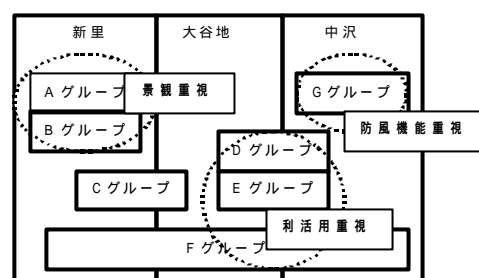 新里 大谷地 中沢
Aグループ 景観重視 Gグループ
Bグループ 防風機能重視
Dグループ
Cグループ Eグループ
利活用重視
Fグループ